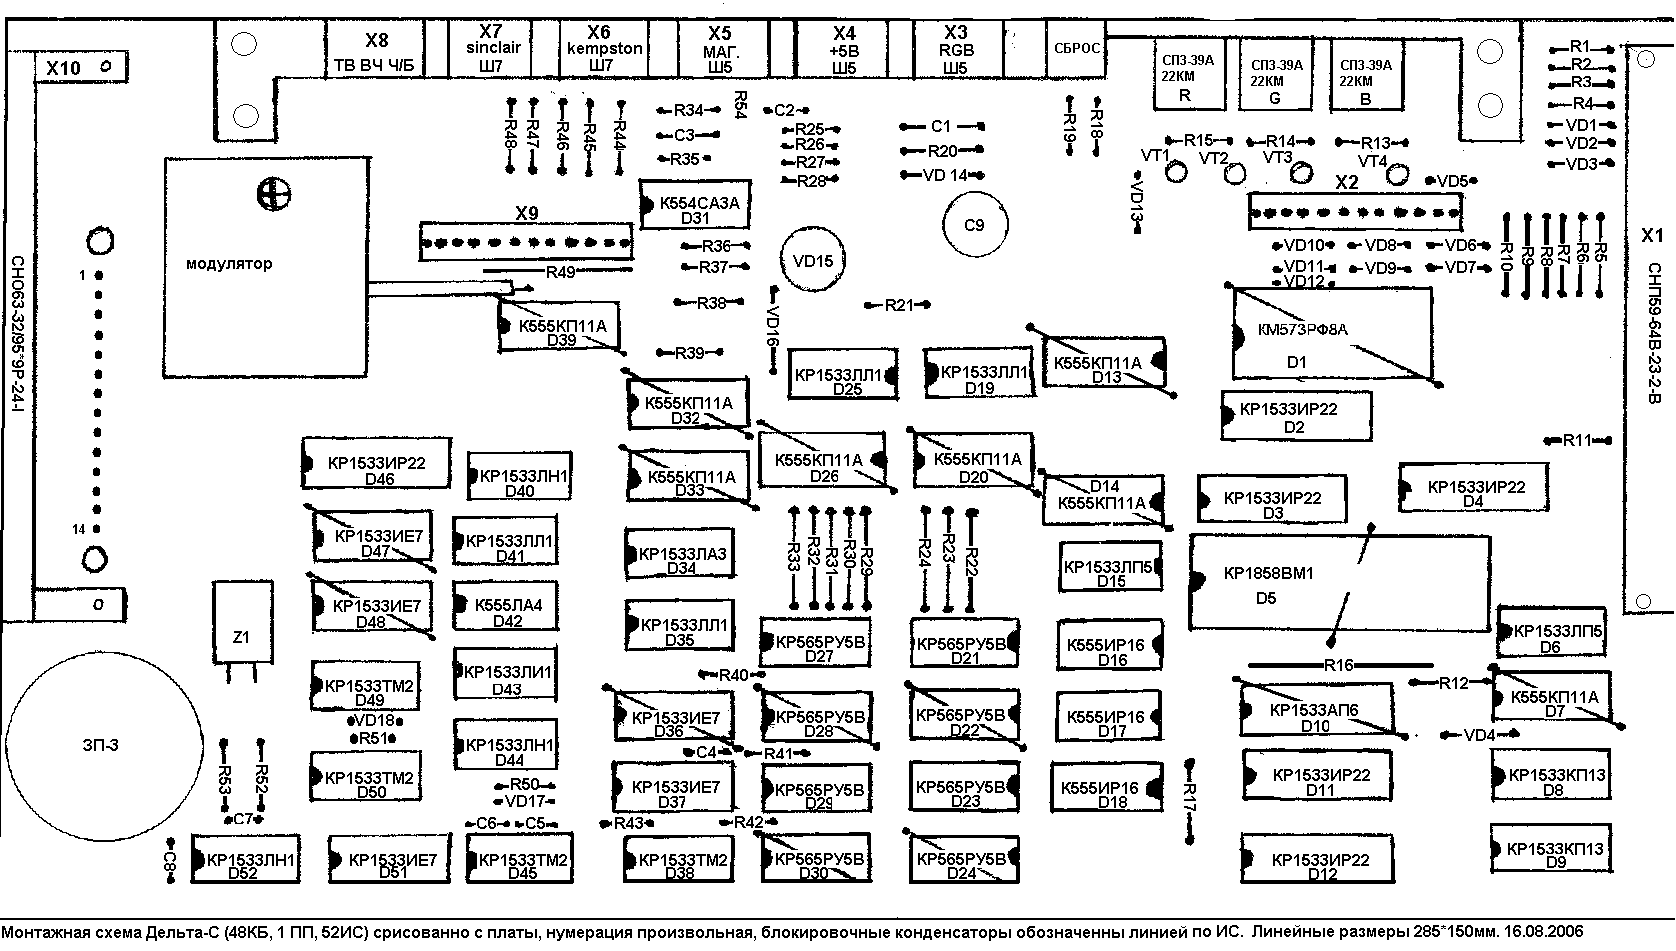 X10
X8
ТВ ВЧ Ч/Б
X7
sinclair
Ш7
X6
kempston
Ш7
X5
МАГ.
Ш5
X4
+5В
Ш5
X3
RGB
Ш5
СБРОС
СП3-39А
22КМ
R
СП3-39А
22КМ
G
СП3-39А
22КМ
B
R1
R2
R3
R4
VD1
VD2
VD3
R48
R47
R46
R45
R44
R34
C3
R35
R54
C2
R25
R26
R27
R28
C1
R20
VD 14
R19
R18
R15
R14
R13
VT1
VT2
VT3
VT4
VD5
VD13
X2
К554СА3А
D31
X9
C9
VD15
модулятор
R49
R36
R37
R38
R39
VD16
R21
VD10
VD8
VD6
VD11
VD9
VD7
VD12
R10
R9
R8
R7
R6
R5
X1
СНП59-64В-23-2-В
СНО63-32/95*9Р-24-I
1
14
К555КП11А
D39
КМ573РФ8А
D1
К555КП11А
D13
КР1533ЛЛ1
D25
КР1533ЛЛ1
D19
К555КП11А
D32
КР1533ИР22
D2
R11
КР1533ИР22
D46
КР1533ЛН1
D40
К555КП11А
D33
К555КП11А
D26
К555КП11А
D20
D14
К555КП11А
КР1533ИР22
D3
КР1533ИР22
D4
КР1533ИЕ7
D47
КР1533ЛЛ1
D41
КР1533ЛА3
D34
R33
R32
R31
R30
R29
R24
R23
R22
КР1533ЛП5
D15
КР1858ВМ1
D5
КР1533ИЕ7
D48
К555ЛА4
D42
КР1533ЛЛ1
D35
КР565РУ5В
D27
КР565РУ5В
D21
К555ИР16
D16
КР1533ЛП5
D6
Z1
R16
R12
R40
КР1533ТМ2
D49
КР1533ЛИ1
D43
КР1533ИЕ7
D36
КР565РУ5В
D28
КР565РУ5В
D22
К555ИР16
D17
КР1533АП6
D10
К555КП11А
D7
VD18
R51
VD4
ЗП-3
КР1533ЛН1
D44
C4
R41
R53
R52
КР1533ТМ2
D50
R50
VD17
КР1533ИЕ7
D37
КР565РУ5В
D29
КР565РУ5В
D23
К555ИР16
D18
R17
КР1533ИР22
D11
КР1533КП13
D8
C7
C6
C5
R43
R42
C8
КР1533ЛН1
D52
КР1533ИЕ7
D51
КР1533ТМ2
D45
КР1533ТМ2
D38
КР565РУ5В
D30
КР565РУ5В
D24
КР1533ИР22
D12
КР1533КП13
D9
Монтажная схема Дельта-С (48КБ, 1 ПП, 52ИС) срисованно с платы, нумерация произвольная, блокировочные конденсаторы обозначенны линией по ИС. Линейные размеры 285*150мм. 16.08.2006